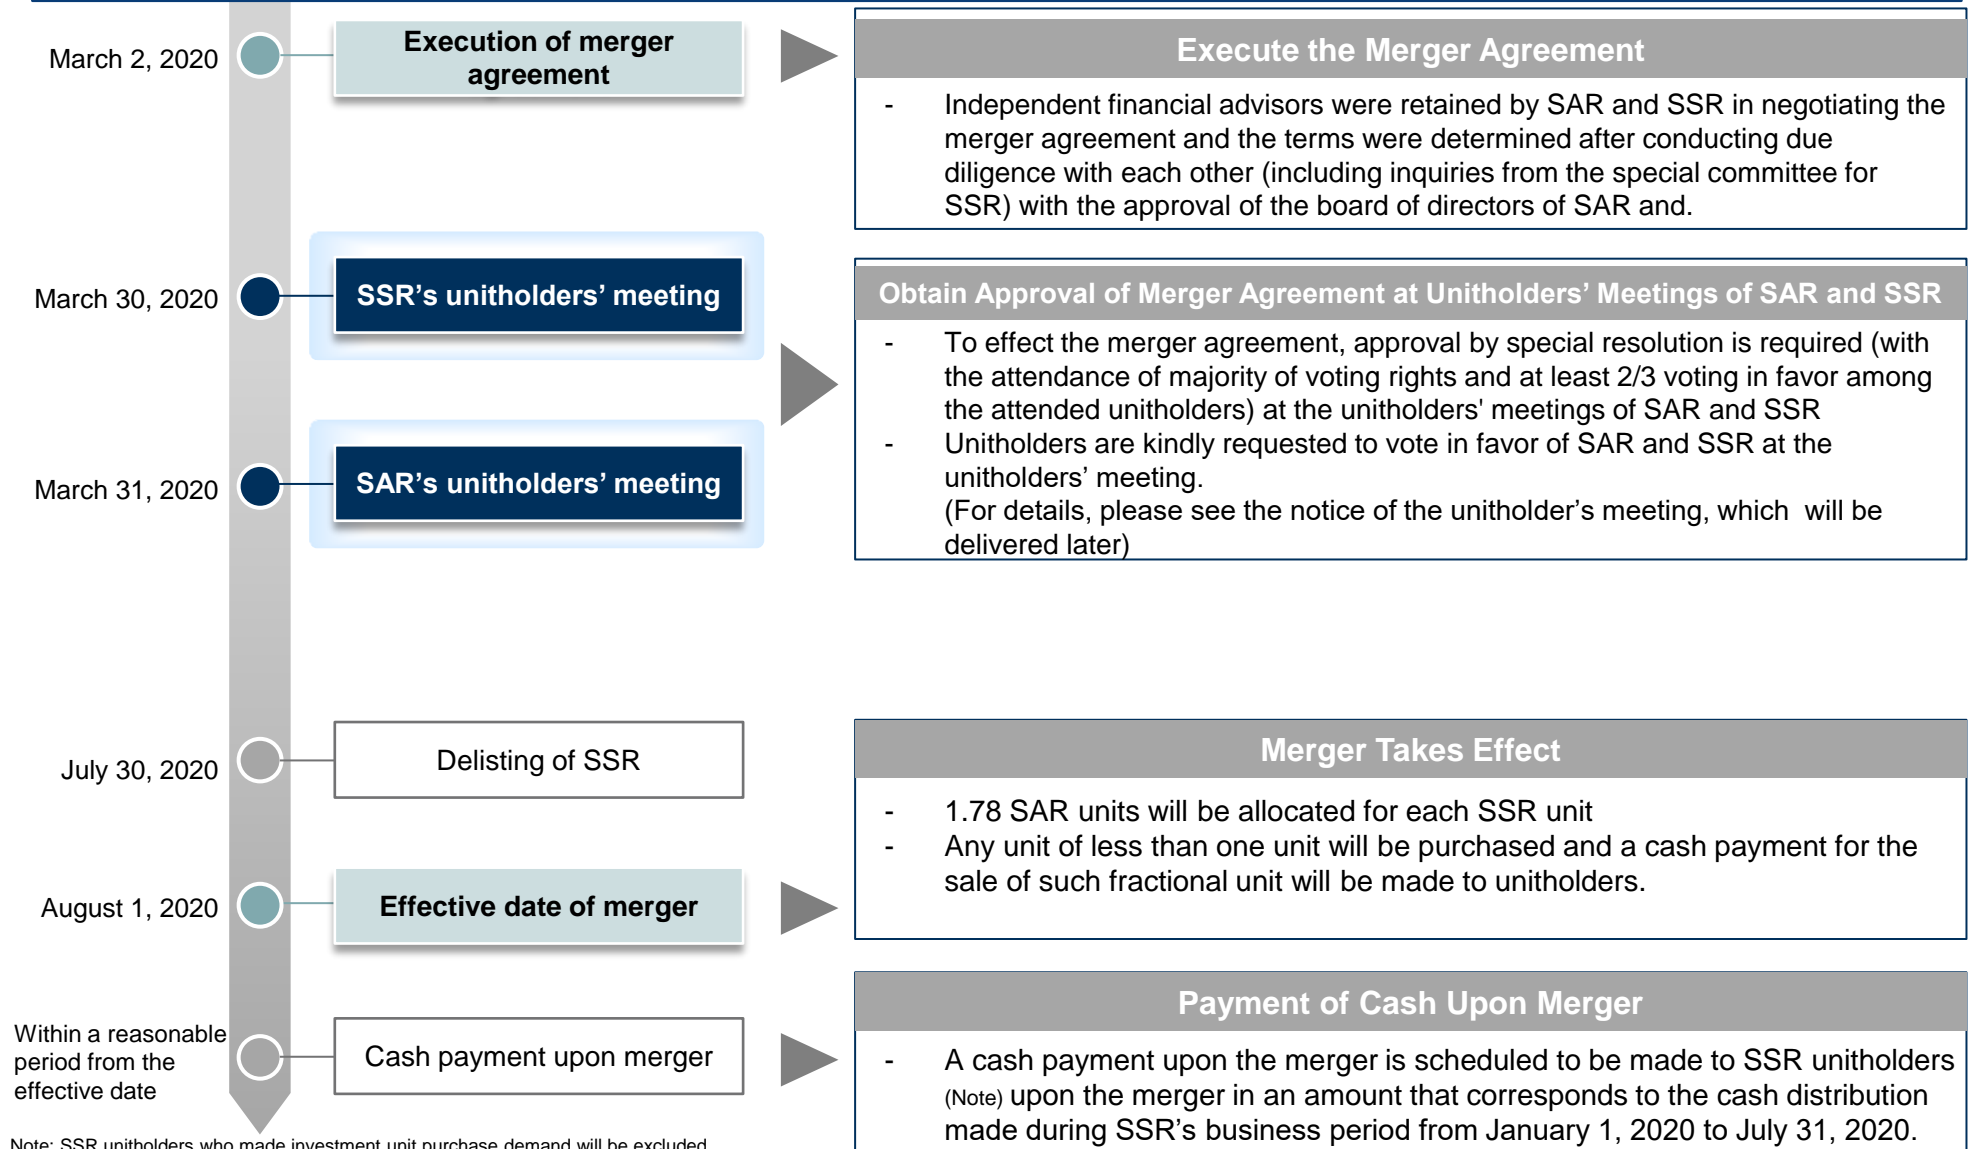 March 2, 2020
Execution of merger
agreement
Execute the Merger Agreement
- Independent financial advisors were retained by SAR and SSR in negotiating the
merger agreement and the terms were determined after conducting due
diligence with each other (including inquiries from the special committee for
SSR) with the approval of the board of directors of SAR and.
March 30, 2020
SSR’s unitholders’ meeting
March 31, 2020
SAR’s unitholders’ meeting
Obtain Approval of Merger Agreement at Unitholders’ Meetings of SAR and SSR
- To effect the merger agreement, approval by special resolution is required (with
the attendance of majority of voting rights and at least 2/3 voting in favor among
the attended unitholders) at the unitholders' meetings of SAR and SSR
- Unitholders are kindly requested to vote in favor of SAR and SSR at the
unitholders’ meeting.
(For details, please see the notice of the unitholder’s meeting, which will be
delivered later)
July 30, 2020
Delisting of SSR
August 1, 2020
Effective date of merger
Merger Takes Effect
- 1.78 SAR units will be allocated for each SSR unit
- Any unit of less than one unit will be purchased and a cash payment for the
sale of such fractional unit will be made to unitholders.
Within a reasonable
period from the
effective date
Cash payment upon merger
Payment of Cash Upon Merger
- A cash payment upon the merger is scheduled to be made to SSR unitholders
(Note) upon the merger in an amount that corresponds to the cash distribution
made during SSR’s business period from January 1, 2020 to July 31, 2020.
Note: SSR unitholders who made investment unit purchase demand will be excluded